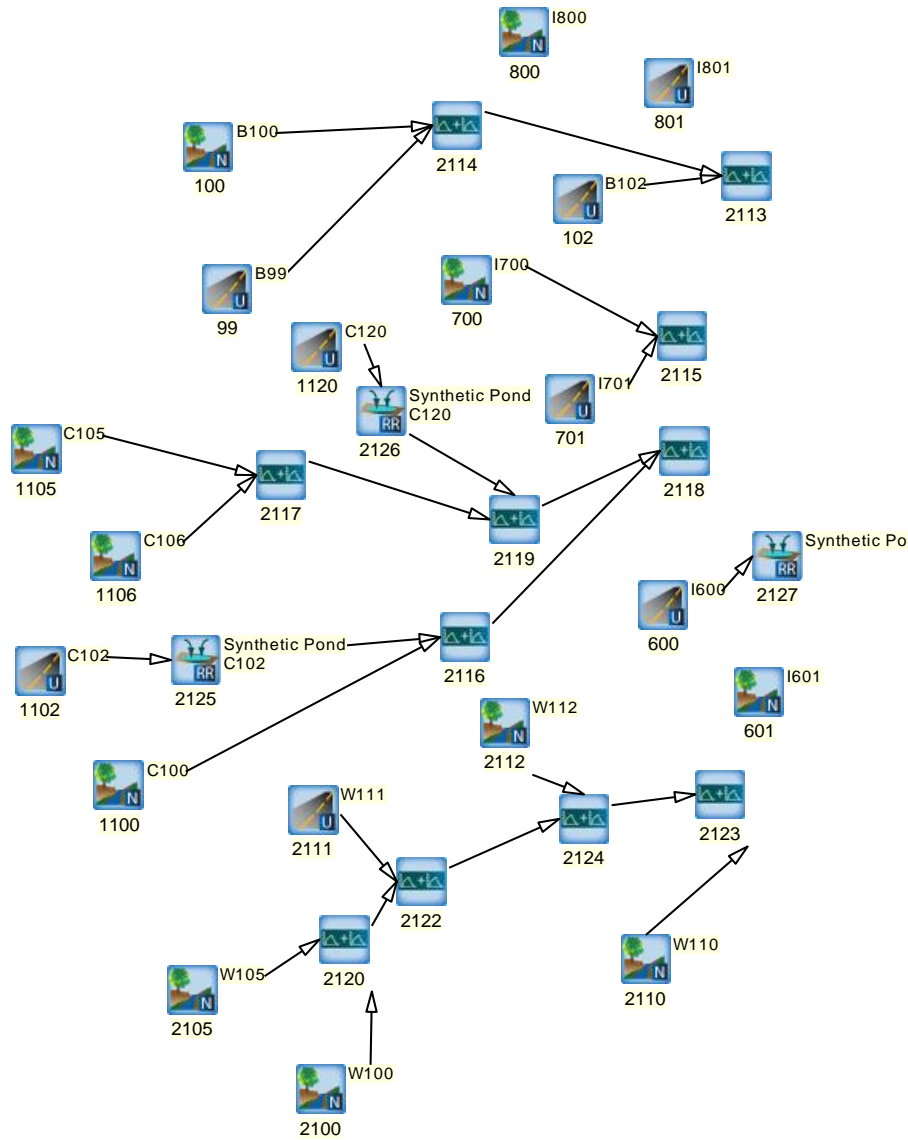 I800
N
800
I801
U
801
B100
N
100
2114
B102
U
102
2113
B99
U
99
I700
N
700
C120
U
1120
2115
I701
U
701
Synthetic Pond
C120
RR
2126
C105
N
1105
2117
2118
2119
C106
N
1106
Synthetic Po
RR
2127
I600
U
600
C102
U
1102
Synthetic Pond
C102
RR
2125
2116
I601
N
601
W112
N
2112
C100
N
1100
W111
U
2111
2123
2124
2122
2120
W105
N
2105
W110
N
2110
W100
N
2100